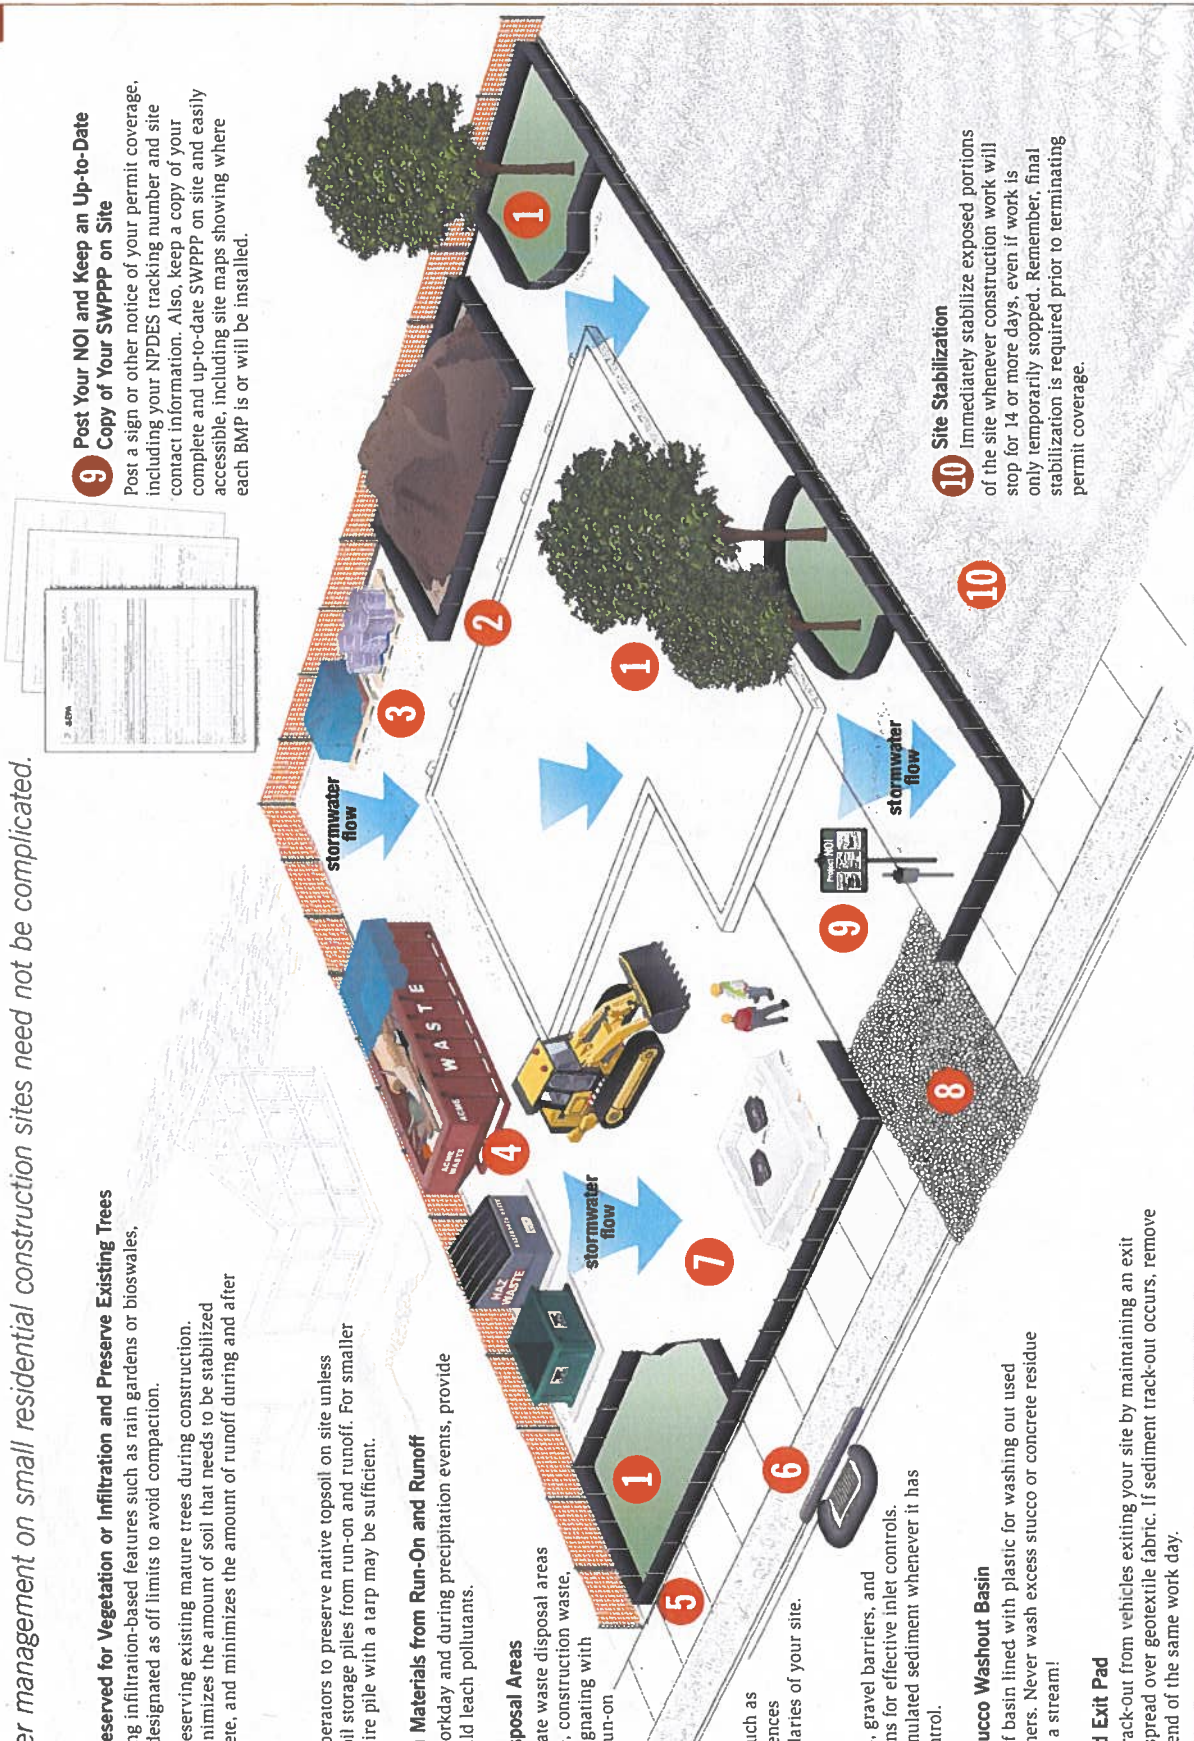 er management on small residential construction sites need not be complicated.
eserved for Vegetation or Infiltration and Preserve Existing Trees
ng infiltration-based features such as rain gardens or bioswales,
designated as off limits to avoid compaction.
eserving existing mature trees during construction.
nimizes the amount of soil that needs to be stabilized
ete, and minimizes the amount of runoff during and after
perators to preserve native topsoil on site unless
oil storage piles from run-on and runoff. For smaller
ire pile with a tarp may be sufficient.
Materials from Run-On and Runoff
orkday and during precipitation events, provide
ld leach pollutants.
sposal Areas
ate waste disposal areas
, construction waste,
gnating with
run-on
uch as
ences
daries of your site.
, gravel barriers, and
ns for effective inlet controls.
mulated sediment whenever it has
ntrol.
ucco Washout Basin
f basin lined with plastic for washing out used
ners. Never wash excess stucco or concrete residue
a stream!
d Exit Pad
rack-out from vehicles exiting your site by maintaining an exit
pread over geotextile fabric. If sediment track-out occurs, remove
end of the same work day.
EPA
9 Post Your NOI and Keep an Up-to-Date
Copy of Your SWPPP on Site
Post a sign or other notice of your permit coverage,
including your NPDES tracking number and site
contact information. Also, keep a copy of your
complete and up-to-date SWPPP on site and easily
accessible, including site maps showing where
each BMP is or will be installed.
1
2
3
stormwater
flow
WASTE
ACME
ACME
WASTE
4
HAZ
WASTE
stormwater
flow
7
1
5
6
8
9
Project NOI
stormwater
flow
1
10
10 Site Stabilization
Immediately stabilize exposed portions
of the site whenever construction work will
stop for 14 or more days, even if work is
only temporarily stopped. Remember, final
stabilization is required prior to terminating
permit coverage.